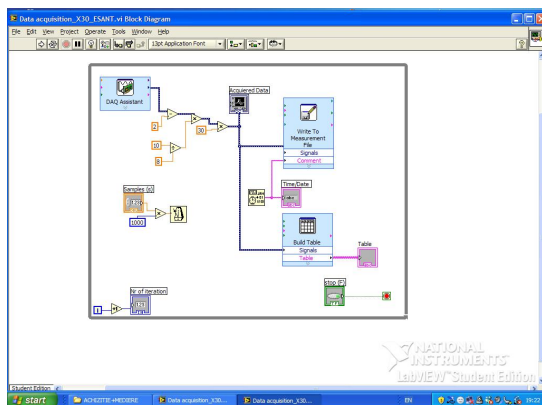 Data acquisition_X30_ESANT.vi Block Diagram
File Edit View Project Operate Tools Window Help
13pt Application Font
DAQ Assistant
Acquiered Data
2
10
8
30
Write To
Measurement
File
Signals
Comment
Samples (s)
1000
Time/Date
Build Table
Signals
Table
Table
stop (F)
Nr of iteration
i
NATIONAL
INSTRUMENTS
LabVIEW Student Edition
Student Edition
start
ACHIZITIE+MEDIERE
Data acquisition_X30...
Data acquisition_X30...
EN
19:22